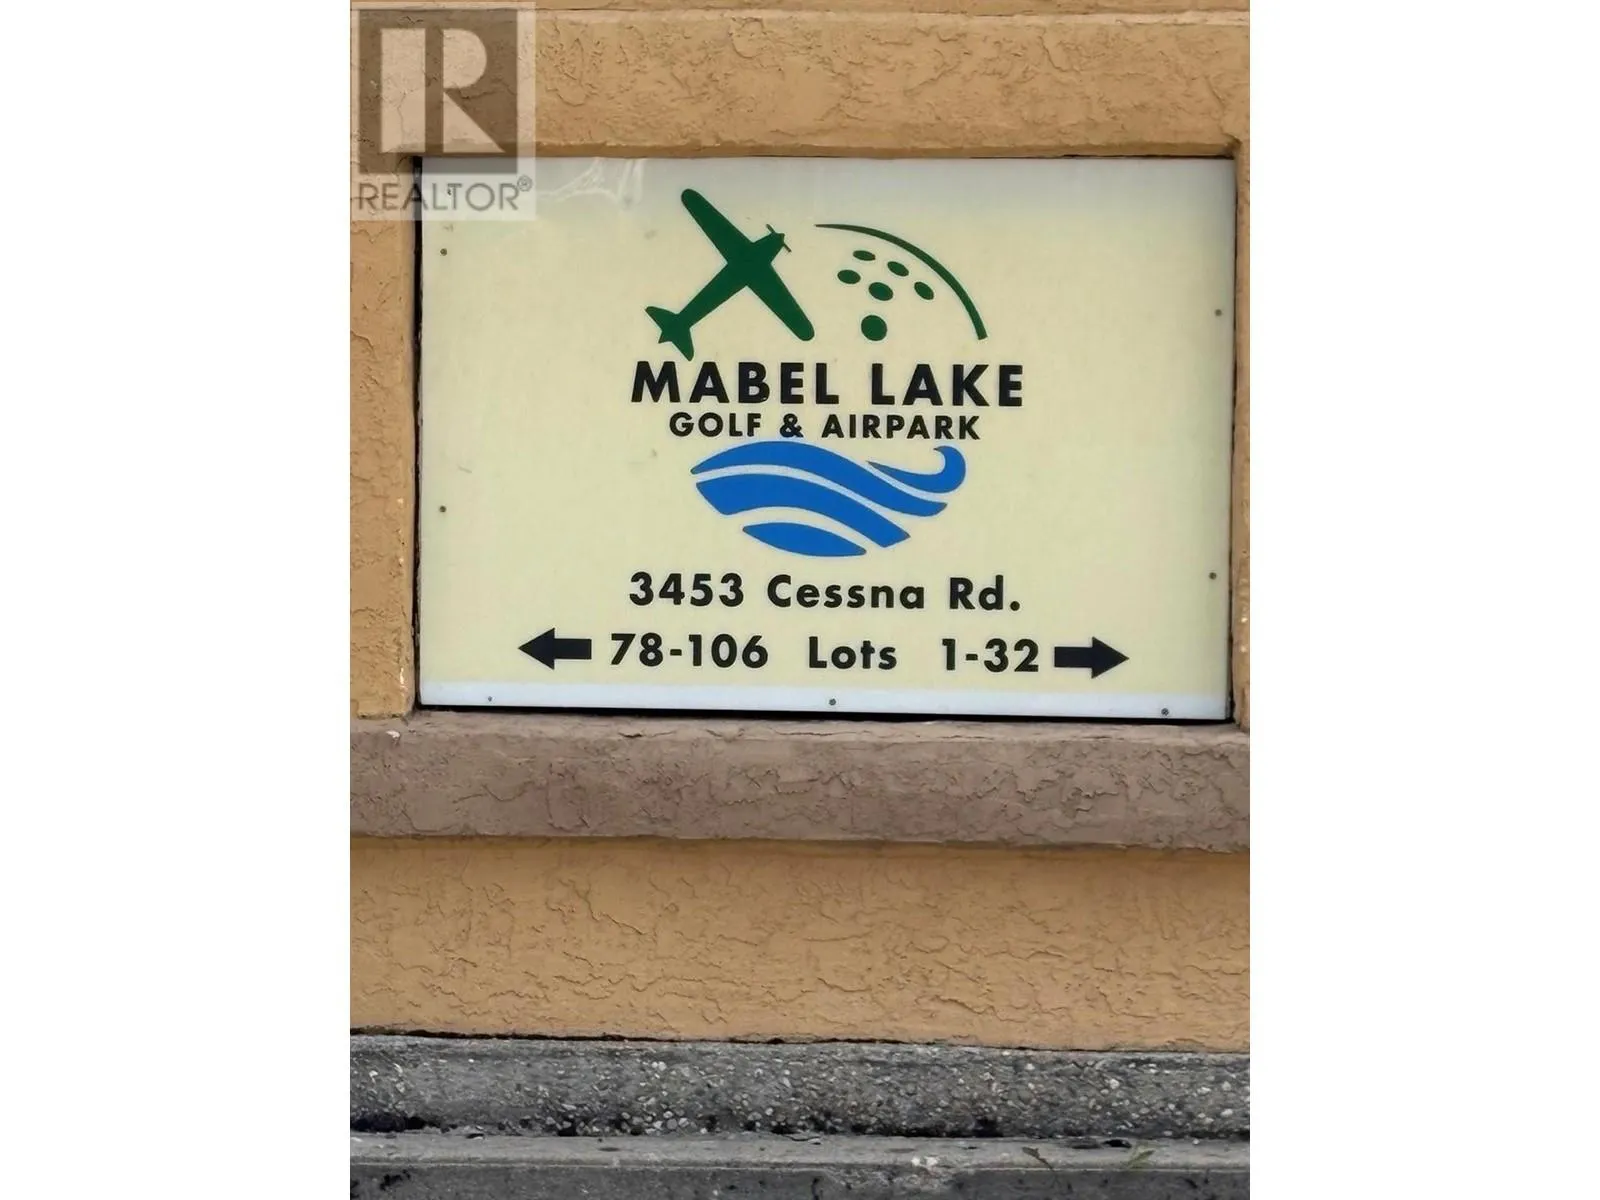 REALTOR®
MABEL LAKE
GOLF & AIRPARK
3453 Cessna Rd.
78-106 Lots 1-32